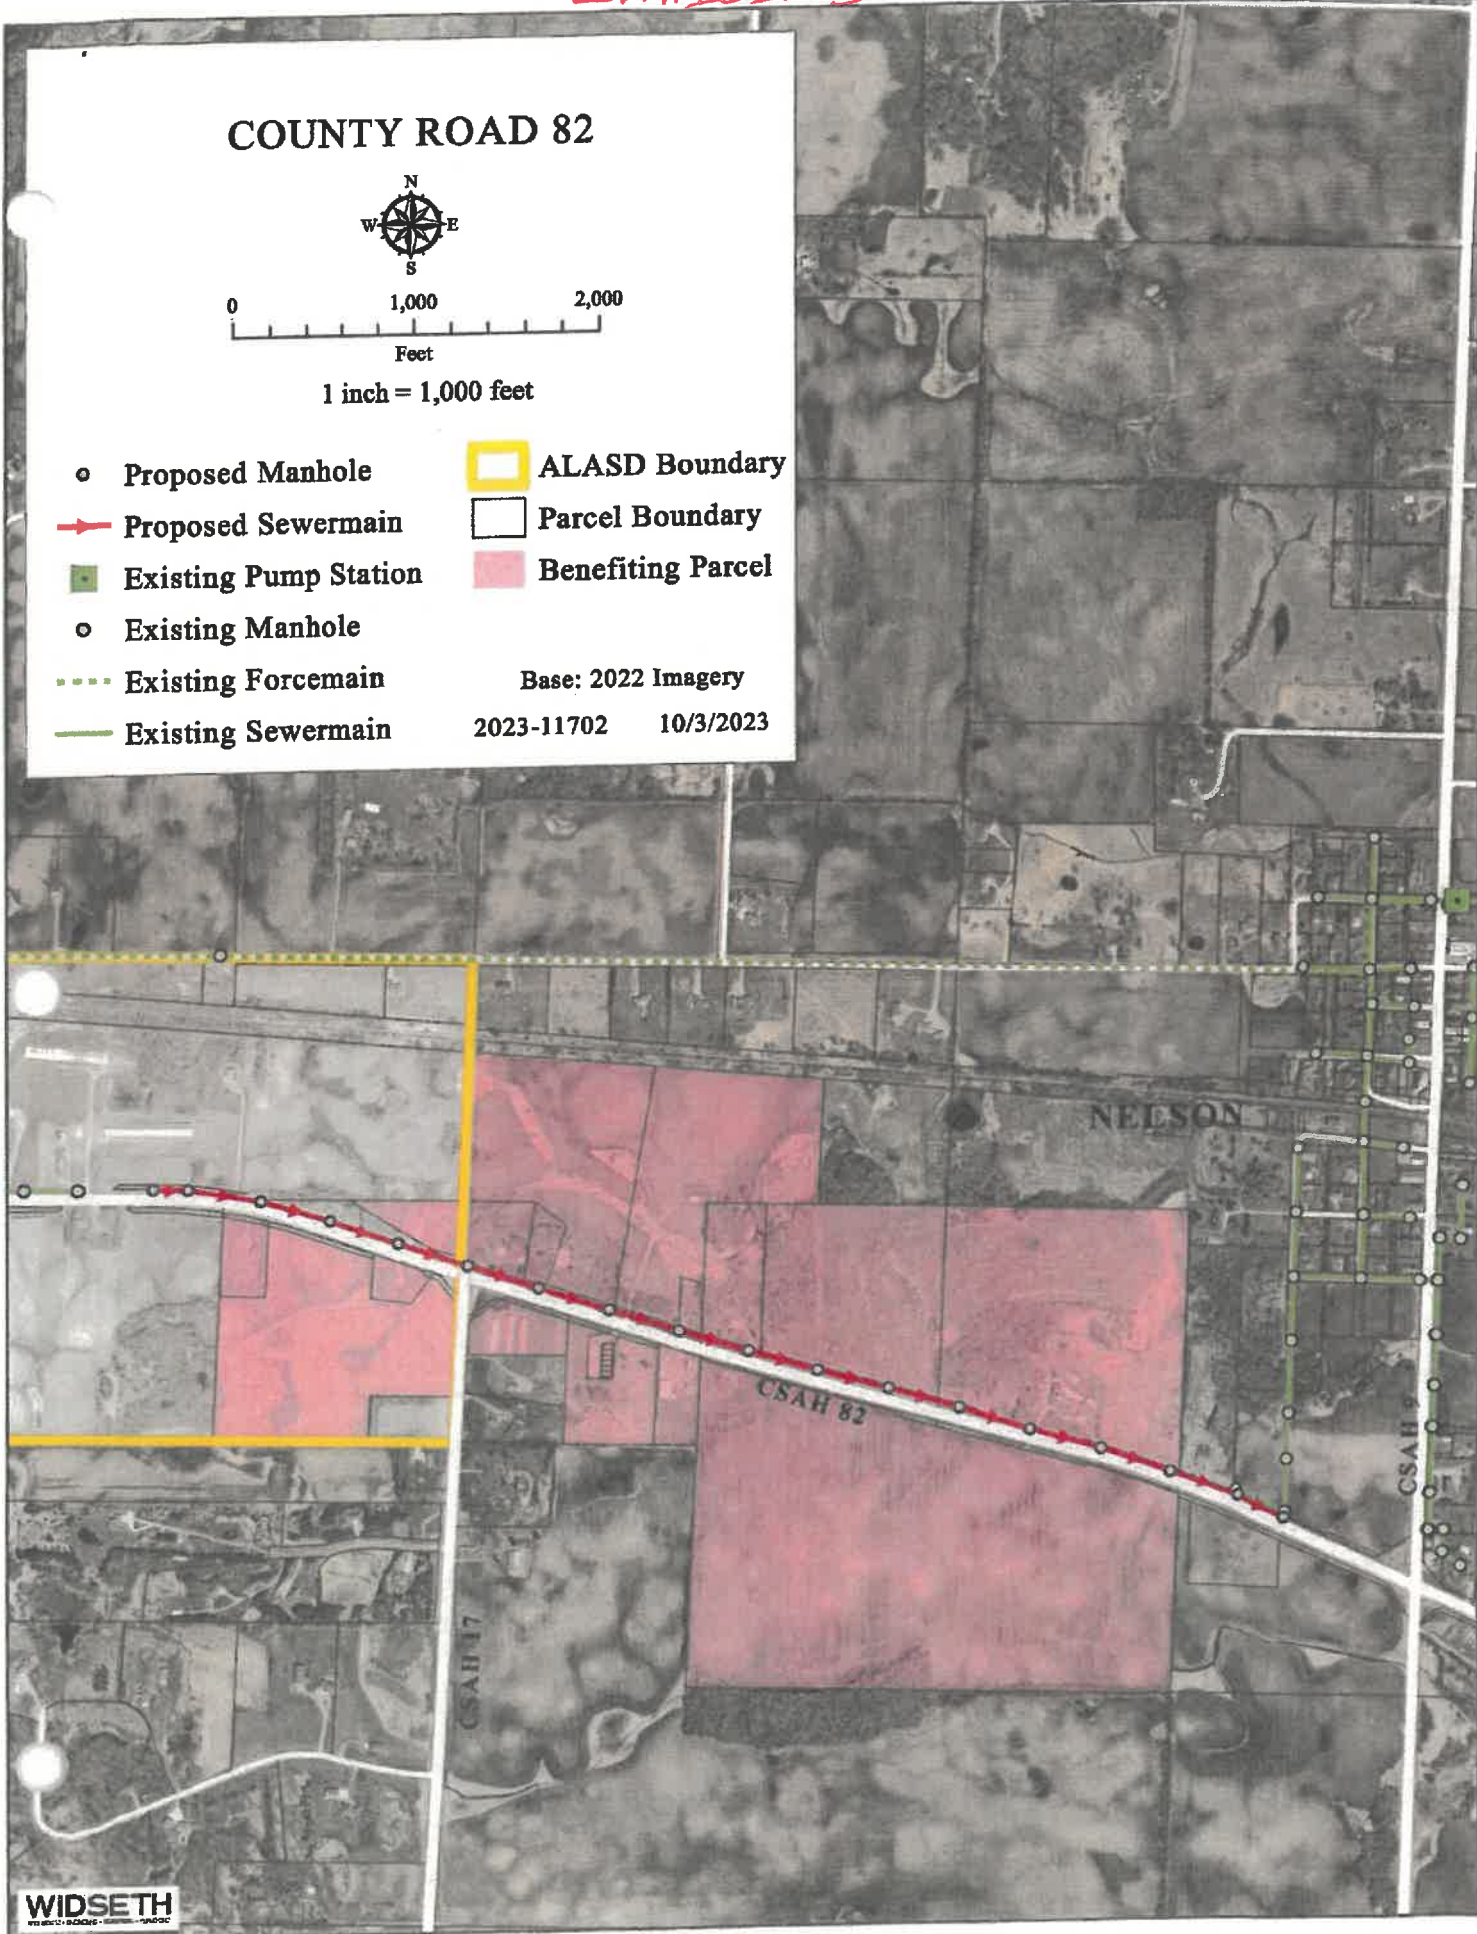 COUNTY ROAD 82
N
W E
S
0 1,000 2,000
Feet
1 inch = 1,000 feet
Proposed Manhole
Proposed Sewermain
Existing Pump Station
Existing Manhole
Existing Forcemain
Existing Sewermain
ALASD Boundary
Parcel Boundary
Benefiting Parcel
Base: 2022 Imagery
2023-11702 10/3/2023
NELSON
CSAH 82
CSAH 9
CSAH 17
WIDSETH